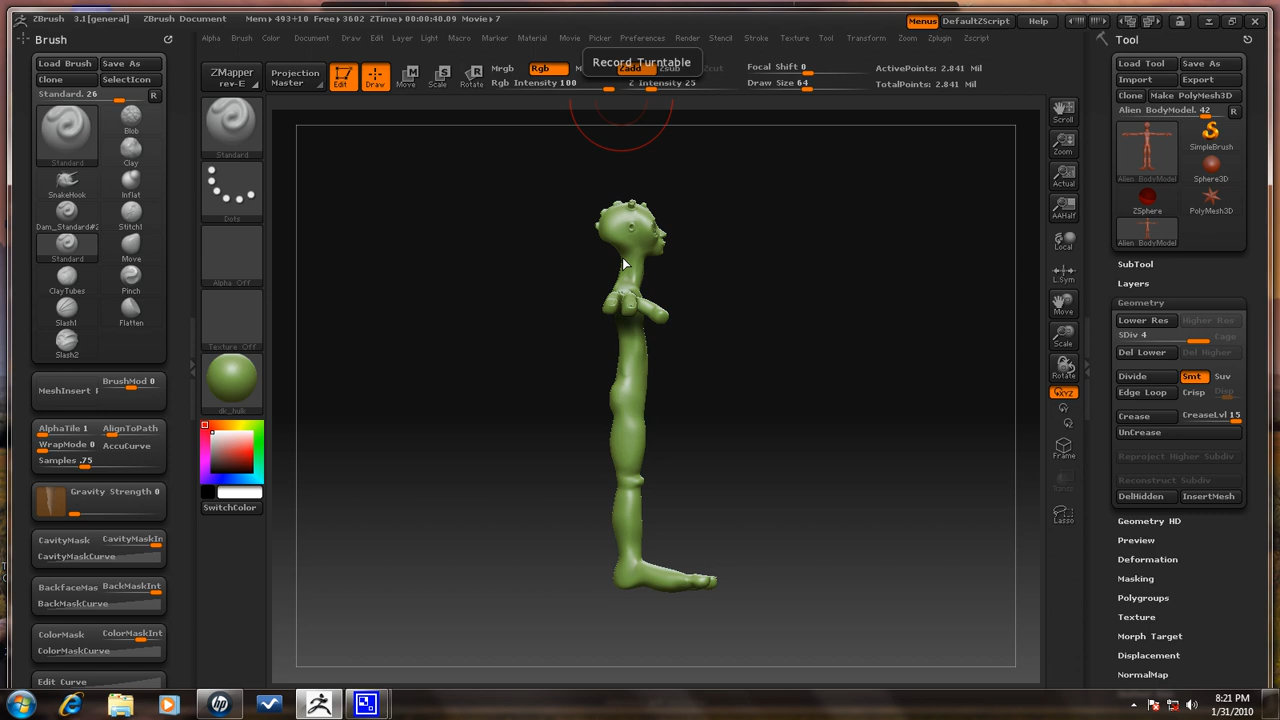 ZBrush 3.1[general] ZBrush Document Mem▸493+10 Free▸3602 ZTime▸00:00:40.09 Movie▸7 Menus DefaultZScript Help
Alpha Brush Color Document Draw Edit Layer Light Macro Marker Material Movie Picker Preferences Render Stencil Stroke Texture Tool Transform Zoom Zplugin Zscript
Brush
Load Brush Save As
Clone SelectIcon
Standard. 26 R
Standard
Blob
Clay
SnakeHook Inflat
Dam_Standard#2 Stitch1
Standard Move
ClayTubes Pinch
Slash1 Flatten
Slash2
MeshInsert BrushMod 0
AlphaTile 1 AlignToPath
WrapMode 0 AccuCurve
Samples .75
Gravity Strength 0
CavityMask CavityMaskIn
CavityMaskCurve
BackfaceMas BackMaskInt
BackMaskCurve
ColorMask ColorMaskInt
ColorMaskCurve
Edit Curve
ZMapper
rev-E
Projection
Master
Edit Draw Move Scale Rotate
Mrgb Rgb M Zadd Zsub Zcut
Rgb Intensity 100 Z Intensity 25
Record Turntable
Focal Shift 0
Draw Size 64
ActivePoints: 2.841 Mil
TotalPoints: 2.841 Mil
Standard
Dots
Alpha Off
Texture Off
dk_hulk
SwitchColor
Scroll
Zoom
Actual
AAHalf
Local
L.Sym
Move
Scale
Rotate
XYZ
Frame
Transp
Lasso
Tool
Load Tool Save As
Import Export
Clone Make PolyMesh3D
Alien BodyModel. 42 R
Alien BodyModel
SimpleBrush
Sphere3D
ZSphere PolyMesh3D
Alien BodyModel
SubTool
Layers
Geometry
Lower Res Higher Res
SDiv 4 Cage
Del Lower Del Higher
Divide Smt Suv
Edge Loop Crisp Disp
Crease CreaseLvl 15
UnCrease
Reproject Higher Subdiv
Reconstruct Subdiv
DelHidden InsertMesh
Geometry HD
Preview
Deformation
Masking
Polygroups
Texture
Morph Target
Displacement
NormalMap
8:21 PM
1/31/2010